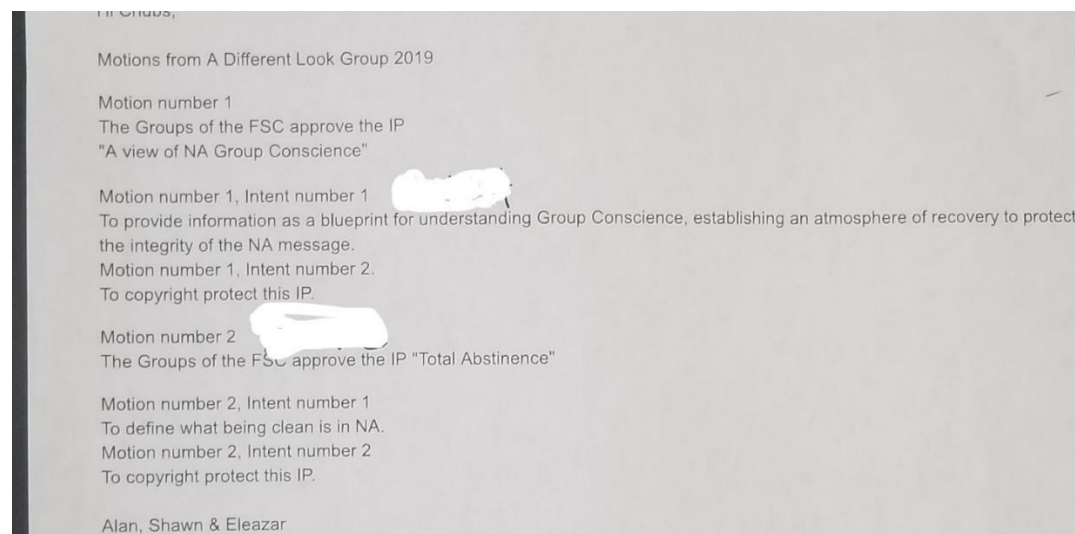 Hi Chubs,
Motions from A Different Look Group 2019
Motion number 1
The Groups of the FSC approve the IP
"A view of NA Group Conscience"
Motion number 1, Intent number 1
To provide information as a blueprint for understanding Group Conscience, establishing an atmosphere of recovery to protect
the integrity of the NA message.
Motion number 1, Intent number 2.
To copyright protect this IP.
Motion number 2
The Groups of the FSC approve the IP "Total Abstinence"
Motion number 2, Intent number 1
To define what being clean is in NA.
Motion number 2, Intent number 2
To copyright protect this IP.
Alan, Shawn & Eleazar